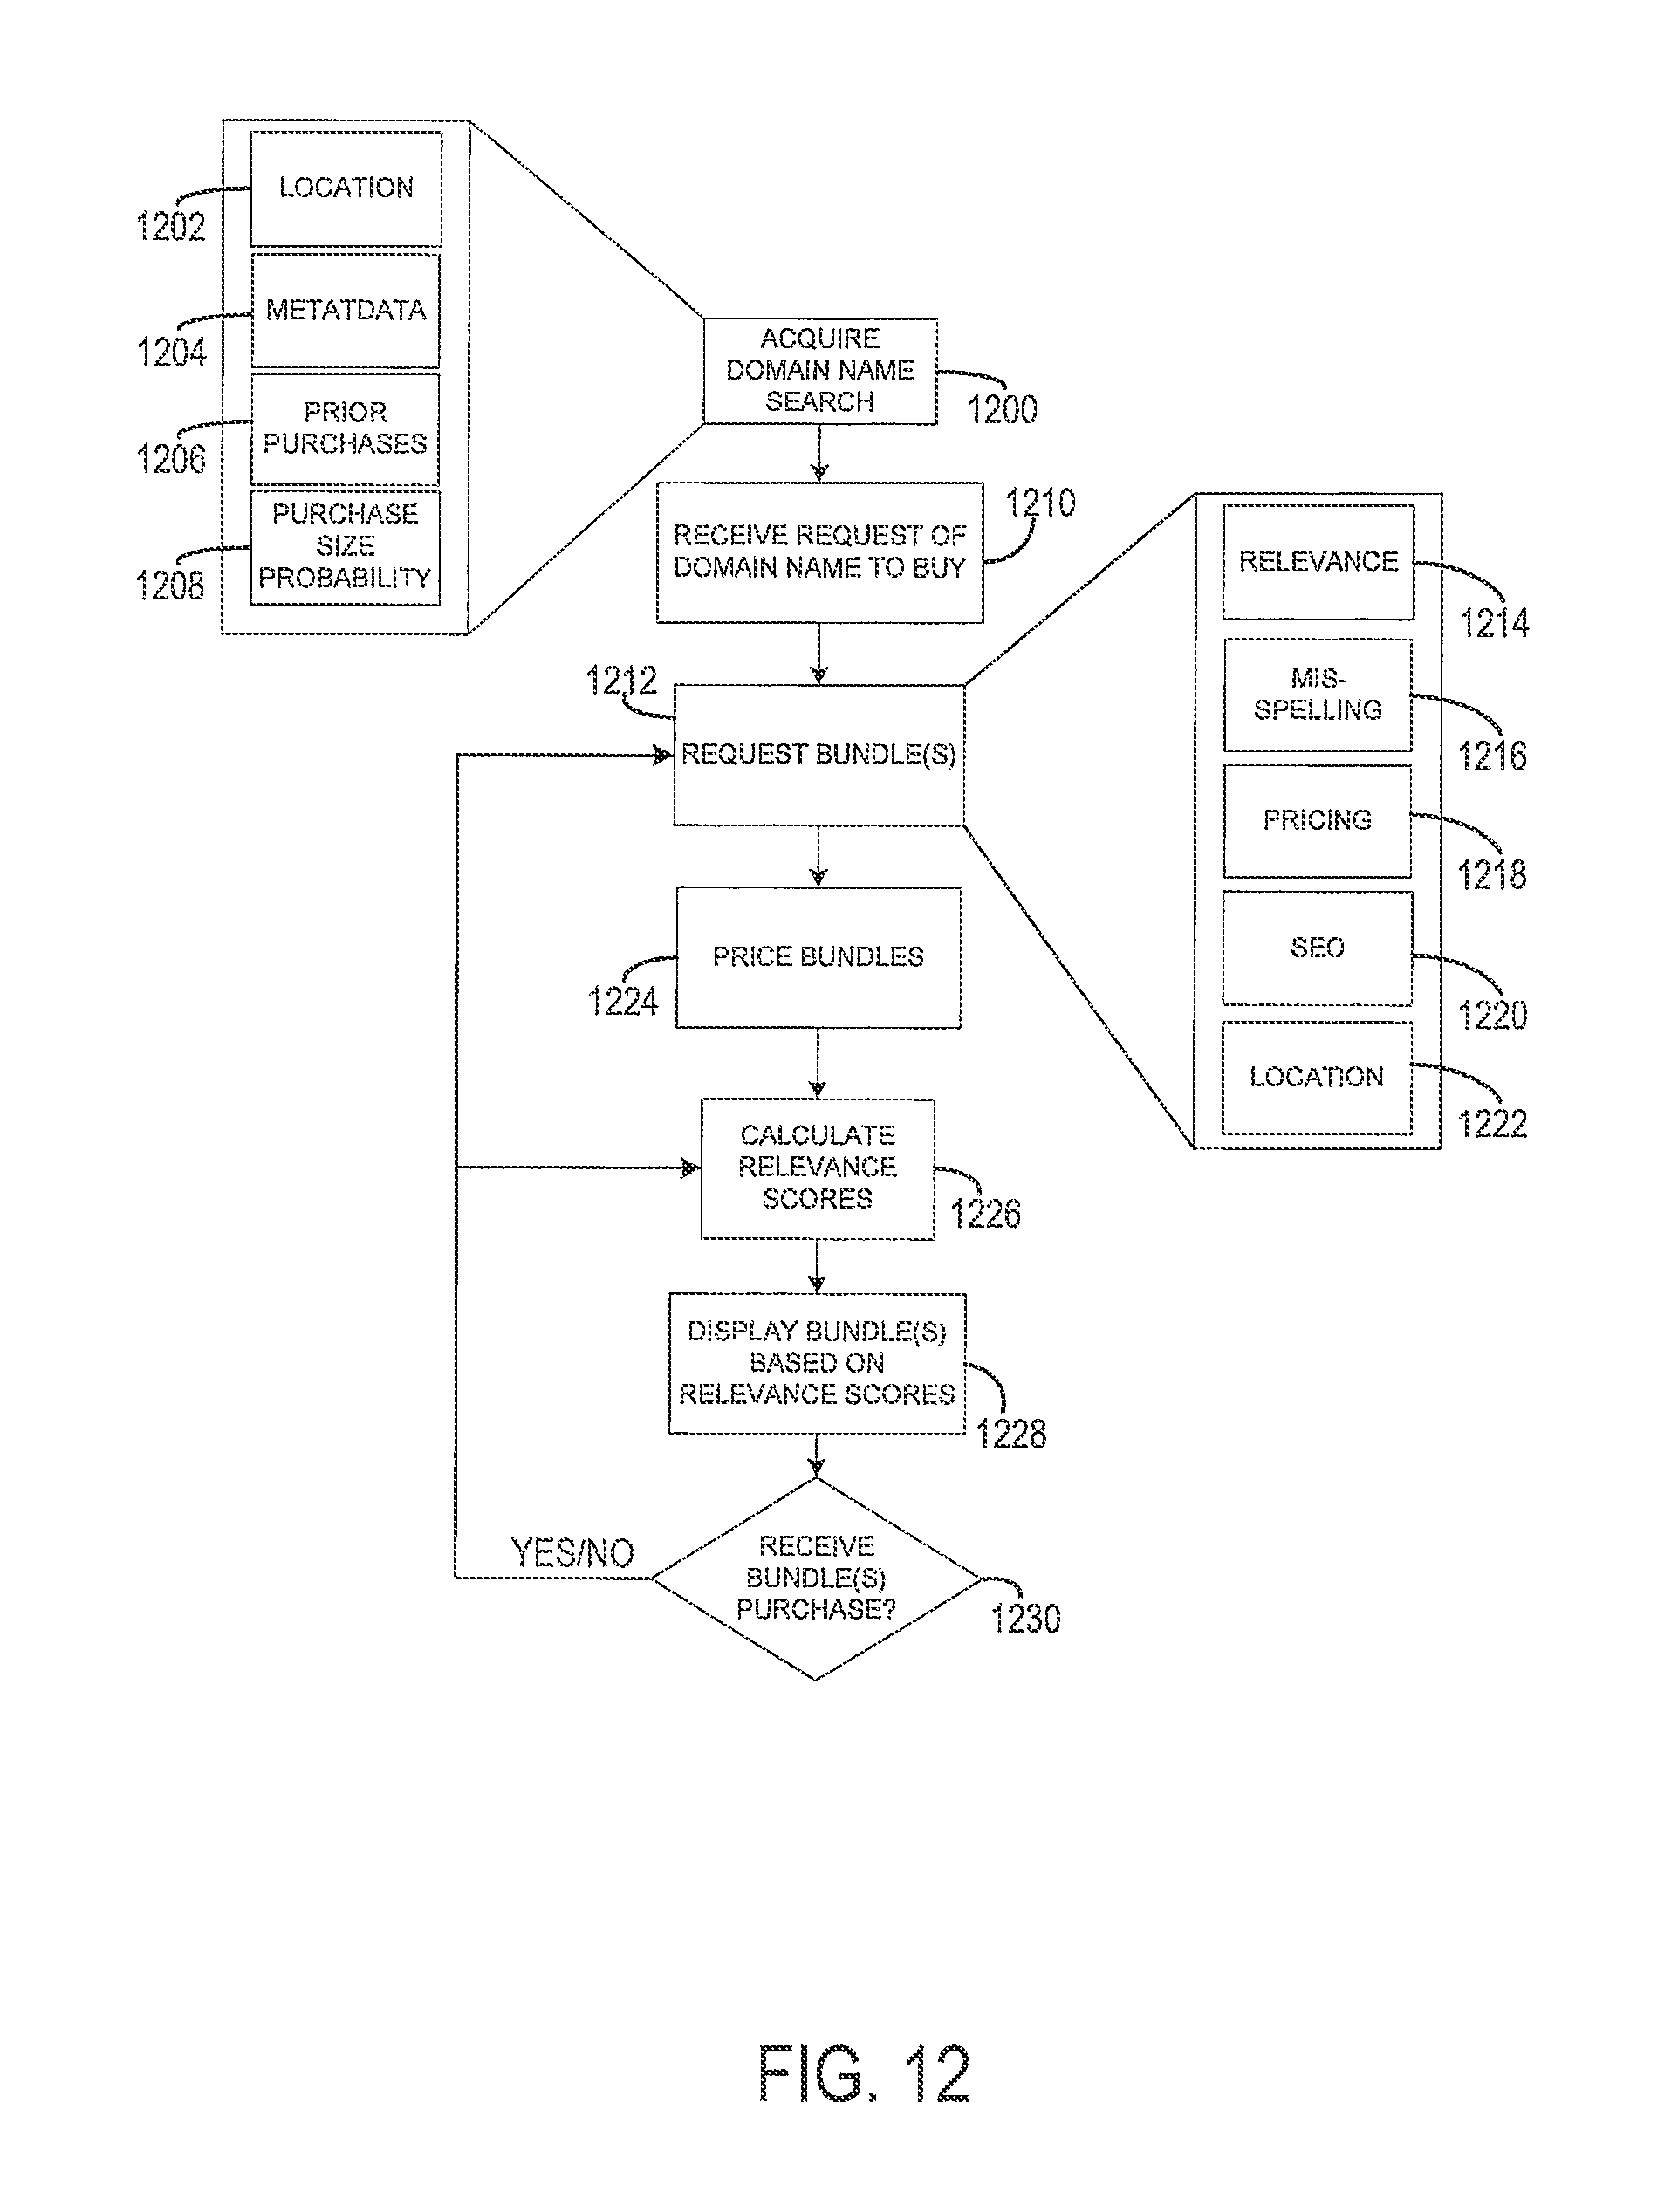 LOCATION
1202
METATDATA
1204
PRIOR
PURCHASES
1206
PURCHASE
SIZE
PROBABILITY
1208
ACQUIRE
DOMAIN NAME
SEARCH
1200
RECEIVE REQUEST OF
DOMAIN NAME TO BUY
1210
1212
REQUEST BUNDLE(S)
RELEVANCE
1214
MIS-
SPELLING
1216
PRICING
1218
SEO
1220
LOCATION
1222
PRICE BUNDLES
1224
CALCULATE
RELEVANCE
SCORES
1226
DISPLAY BUNDLE(S)
BASED ON
RELEVANCE SCORES
1228
YES/NO
RECEIVE
BUNDLE(S)
PURCHASE?
1230
FIG. 12